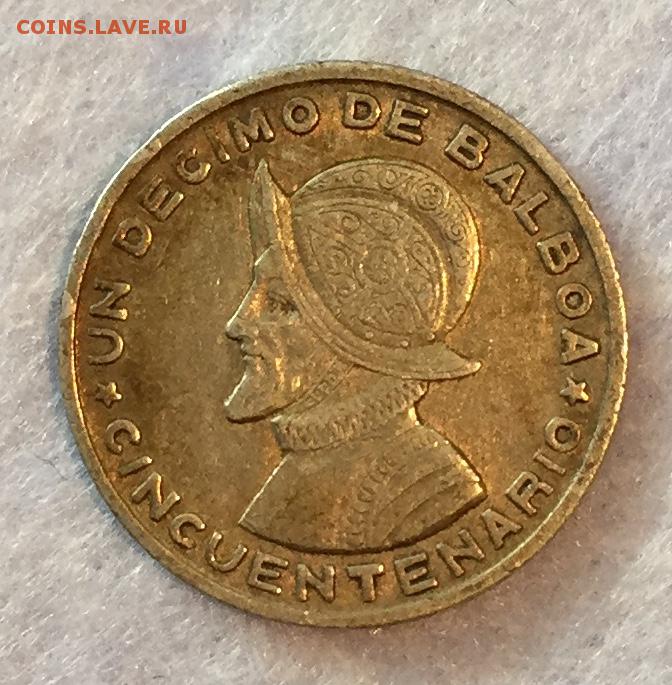 COINS.LAVE.RU
UN DECIMO DE BALBOA
CINCUENTENARIO